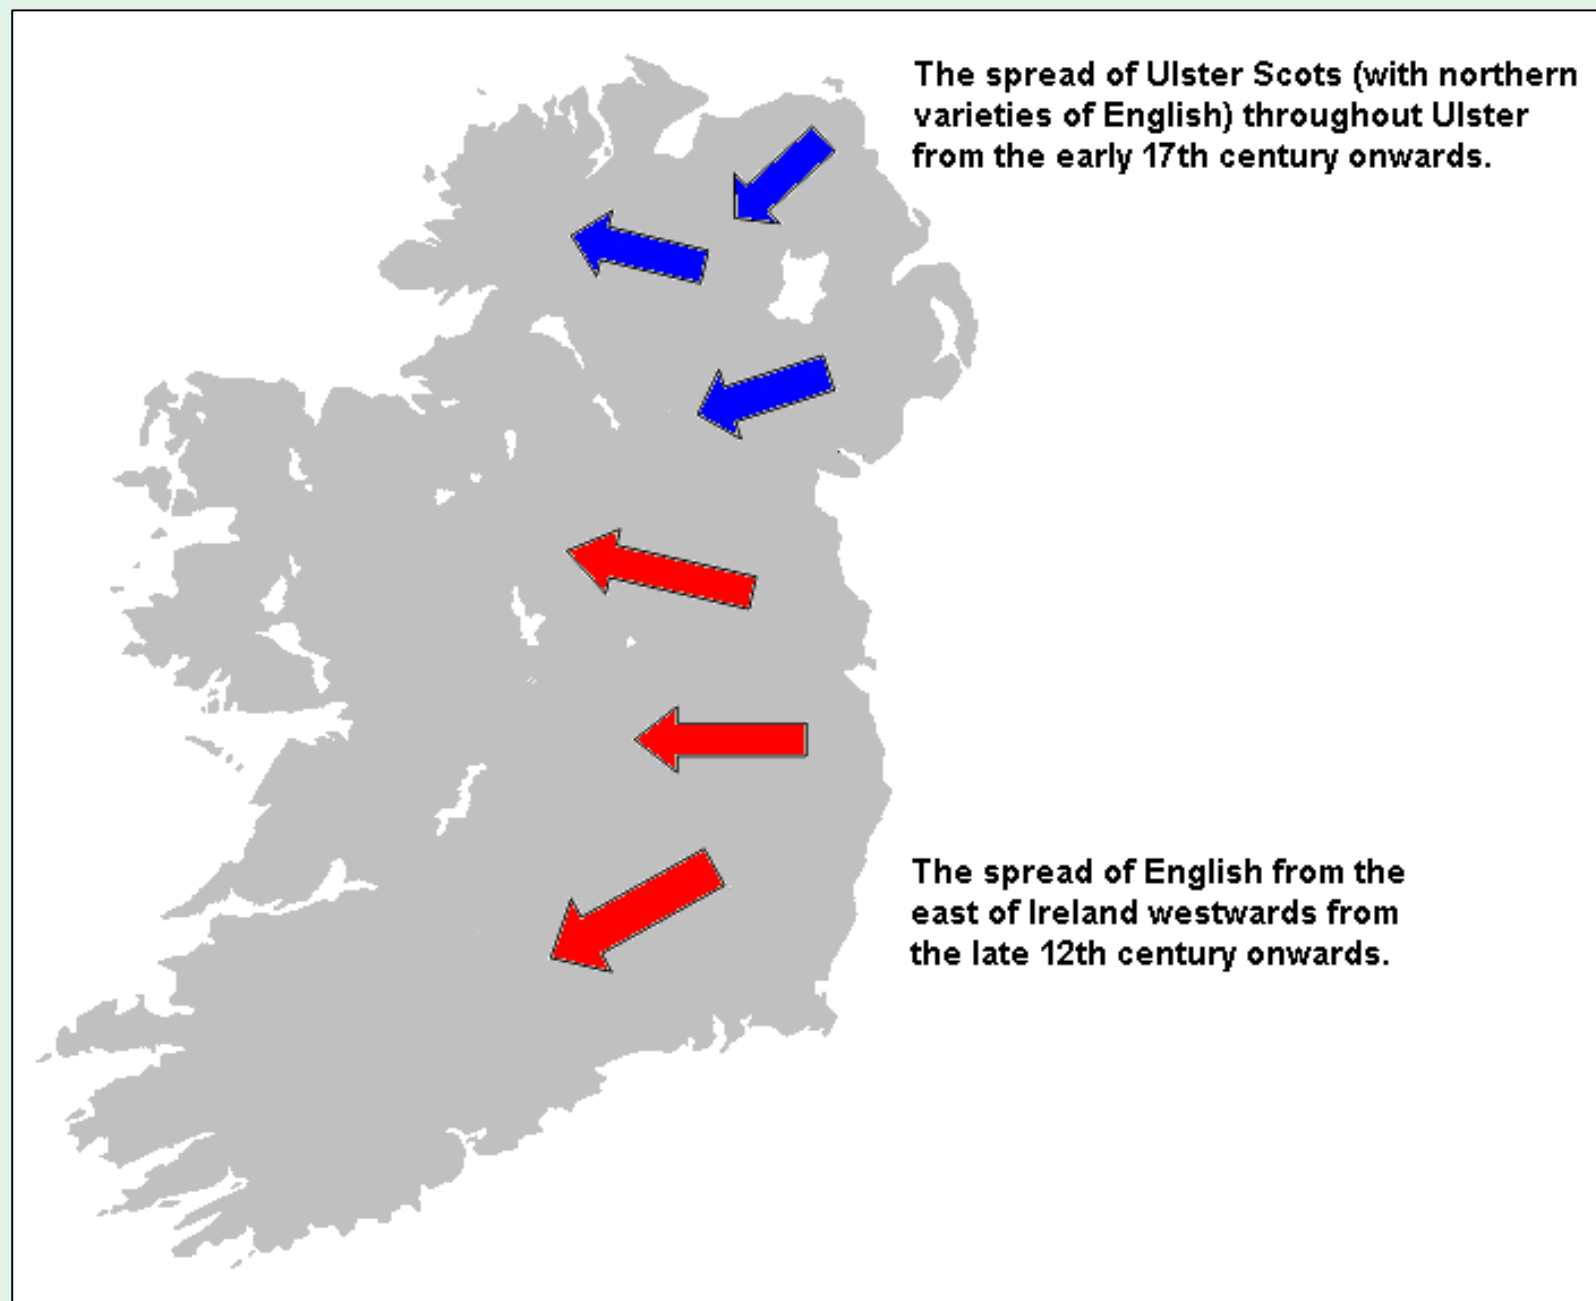 The spread of Ulster Scots (with northern
varieties of English) throughout Ulster
from the early 17th century onwards.
The spread of English from the
east of Ireland westwards from
the late 12th century onwards.